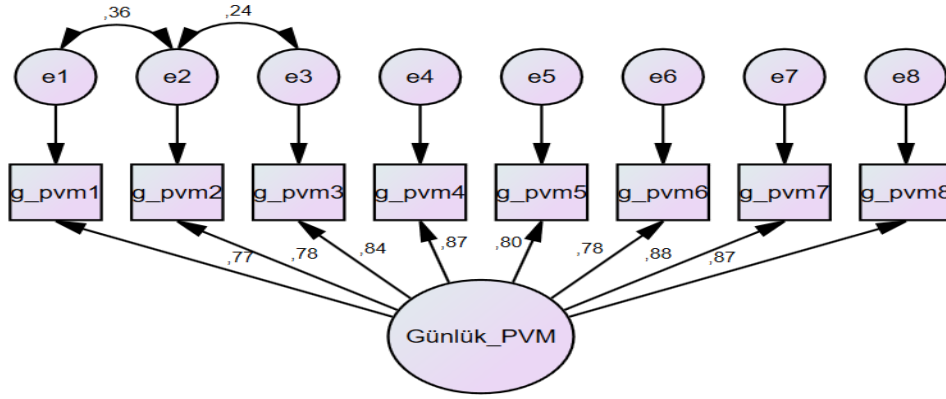 ,36 ,24
e1 e2 e3 e4 e5 e6 e7 e8
g_pvm1 g_pvm2 g_pvm3 g_pvm4 g_pvm5 g_pvm6 g_pvm7 g_pvm8
,77 ,78 ,84 ,87 ,80 ,78 ,88 ,87
Günlük_PVM